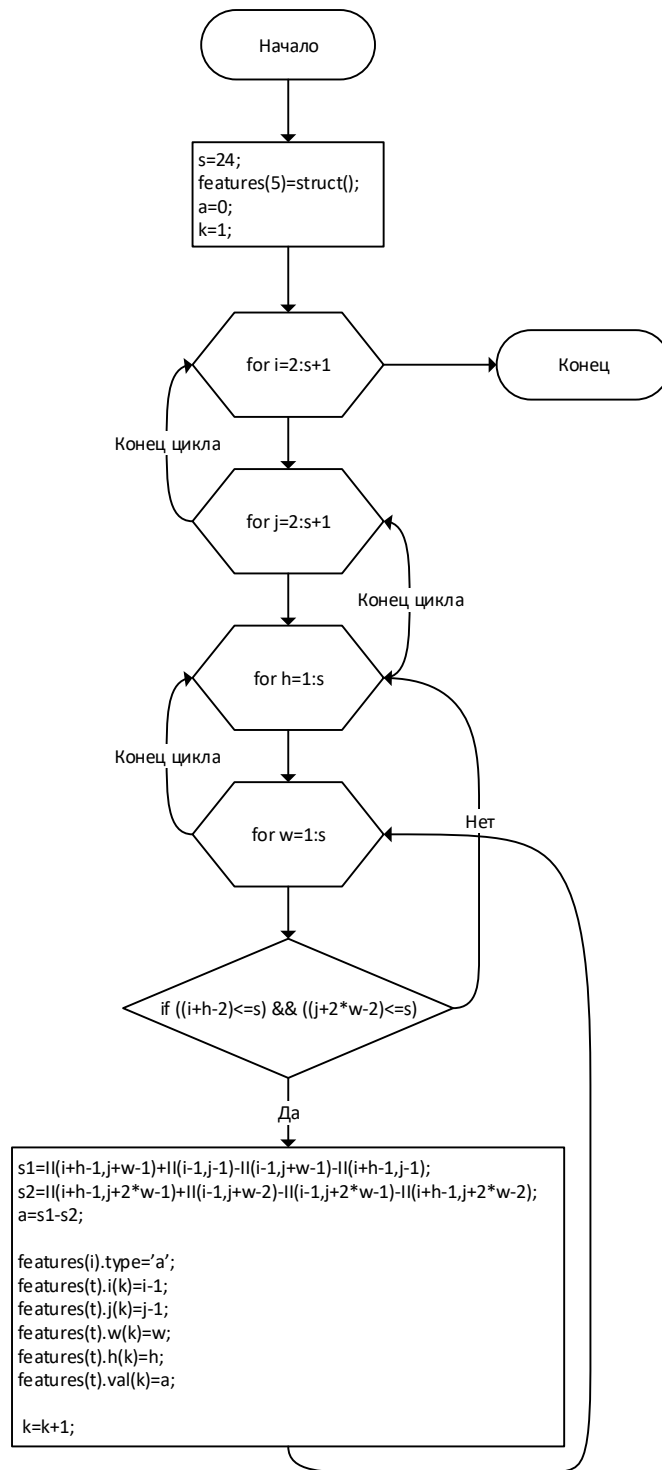 Начало
s=24;
features(5)=struct();
a=0;
k=1;
for i=2:s+1
Конец
Конец цикла
for j=2:s+1
Конец цикла
for h=1:s
Конец цикла
for w=1:s
Нет
if ((i+h-2)<=s) && ((j+2*w-2)<=s)
Да
s1=II(i+h-1,j+w-1)+II(i-1,j-1)-II(i-1,j+w-1)-II(i+h-1,j-1);
s2=II(i+h-1,j+2*w-1)+II(i-1,j+w-2)-II(i-1,j+2*w-1)-II(i+h-1,j+2*w-2);
a=s1-s2;
features(i).type=’a’;
features(t).i(k)=i-1;
features(t).j(k)=j-1;
features(t).w(k)=w;
features(t).h(k)=h;
features(t).val(k)=a;
k=k+1;